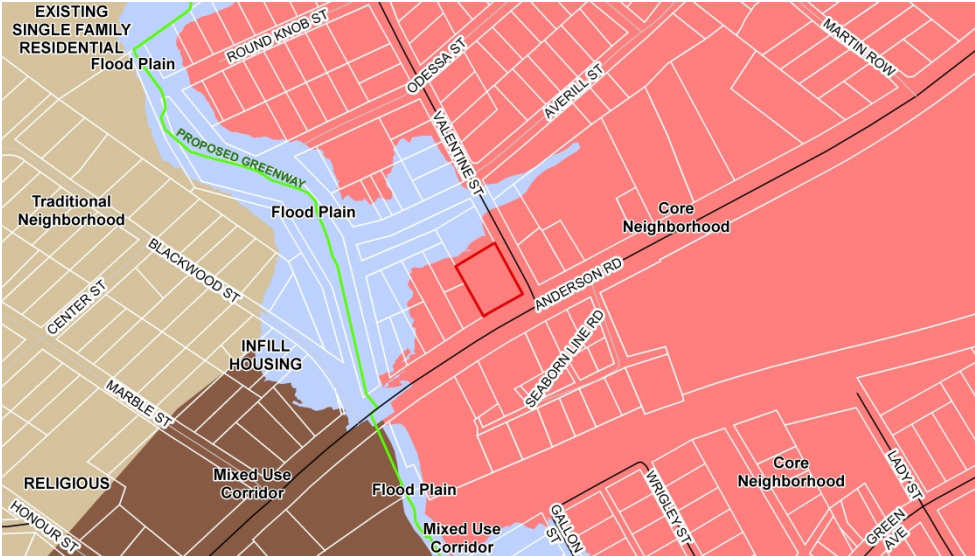 EXISTING
SINGLE FAMILY
RESIDENTIAL
Flood Plain
ROUND KNOB ST
ODESSA ST
AVERILL ST
MARTIN ROW
VALENTINE ST
PROPOSED GREENWAY
Traditional
Neighborhood
Flood Plain
Core
Neighborhood
BLACKWOOD ST
CENTER ST
ANDERSON RD
SEABORN LINE RD
INFILL
HOUSING
MARBLE ST
RELIGIOUS
HONOUR ST
Mixed Use
Corridor
Flood Plain
Mixed Use
Corridor
GALLON
ST
WRIGLEY ST
Core
Neighborhood
LADY ST
GREEN
AVE